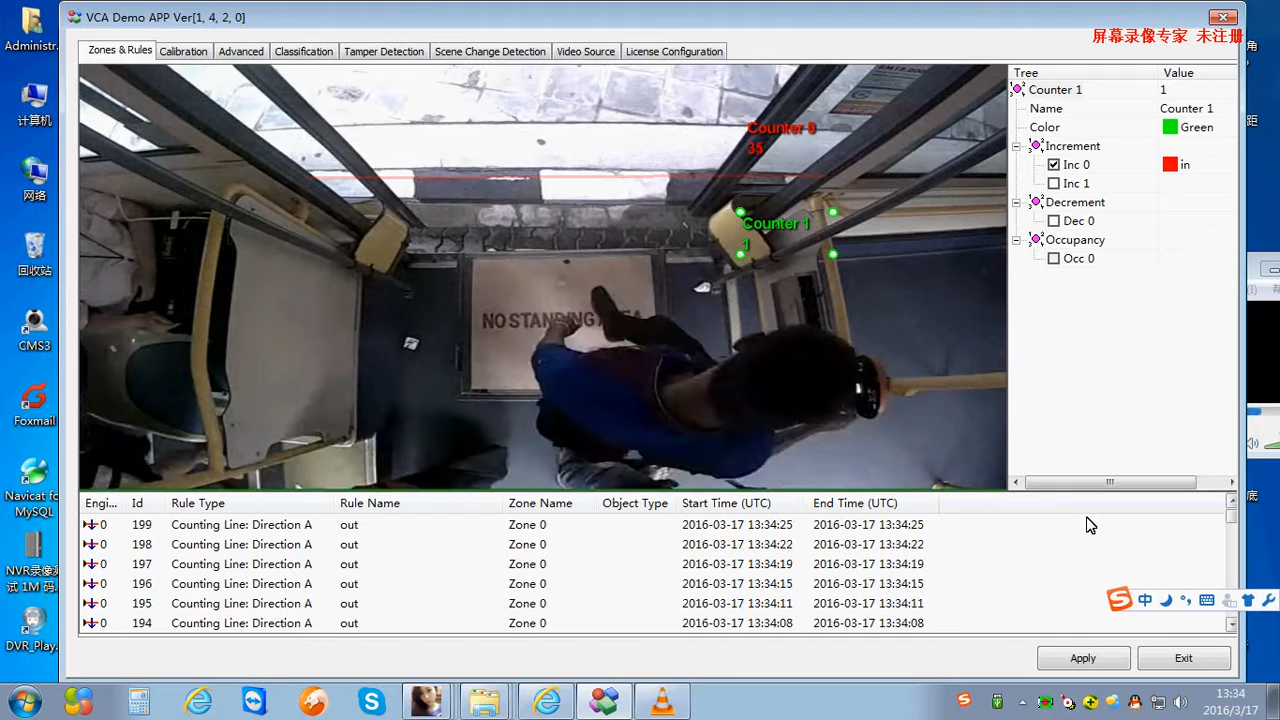 Administr...
计算机
网络
回收站
CMS3
Foxmail
Navicat fo
MySQL
NVR录像
试 1M 码.
DVR_Play.
VCA Demo APP Ver[1, 4, 2, 0]
屏幕录像专家 未注册
Zones & Rules Calibration Advanced Classification Tamper Detection Scene Change Detection Video Source License Configuration
Counter 0
35
Counter 1
1
NO STANDING AREA
Tree Value
Counter 1 1
Name Counter 1
Color Green
Increment
Inc 0 in
Inc 1
Decrement
Dec 0
Occupancy
Occ 0
Engi... Id Rule Type Rule Name Zone Name Object Type Start Time (UTC) End Time (UTC)
0 199 Counting Line: Direction A out Zone 0 2016-03-17 13:34:25 2016-03-17 13:34:25
0 198 Counting Line: Direction A out Zone 0 2016-03-17 13:34:22 2016-03-17 13:34:22
0 197 Counting Line: Direction A out Zone 0 2016-03-17 13:34:19 2016-03-17 13:34:19
0 196 Counting Line: Direction A out Zone 0 2016-03-17 13:34:15 2016-03-17 13:34:15
0 195 Counting Line: Direction A out Zone 0 2016-03-17 13:34:11 2016-03-17 13:34:11
0 194 Counting Line: Direction A out Zone 0 2016-03-17 13:34:08 2016-03-17 13:34:08
Apply Exit
角
距
底
中
13:34
2016/3/17